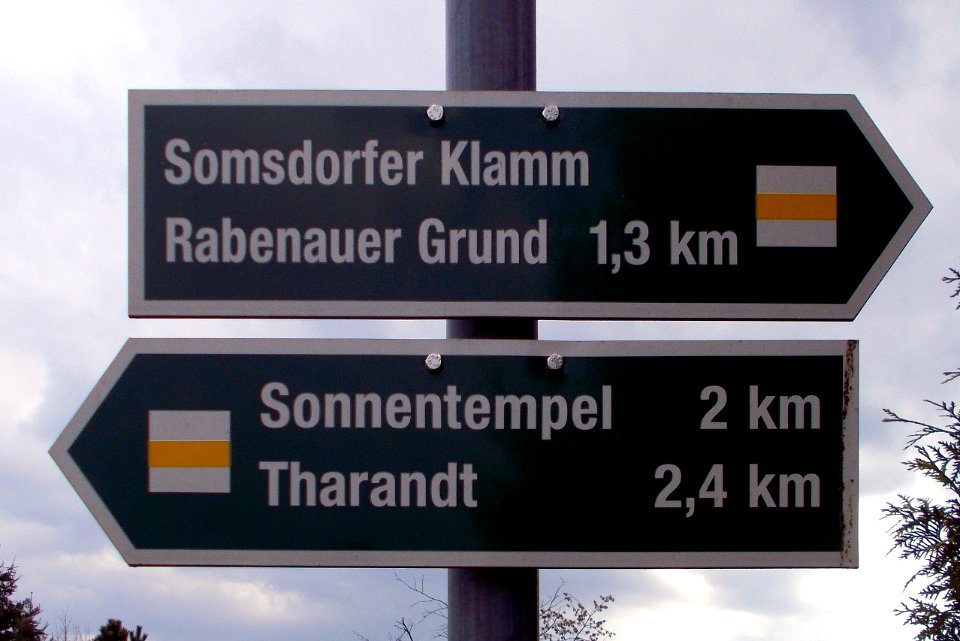 Somsdorfer Klamm
Rabenauer Grund 1,3 km
Sonnentempel 2 km
Tharandt 2,4 km